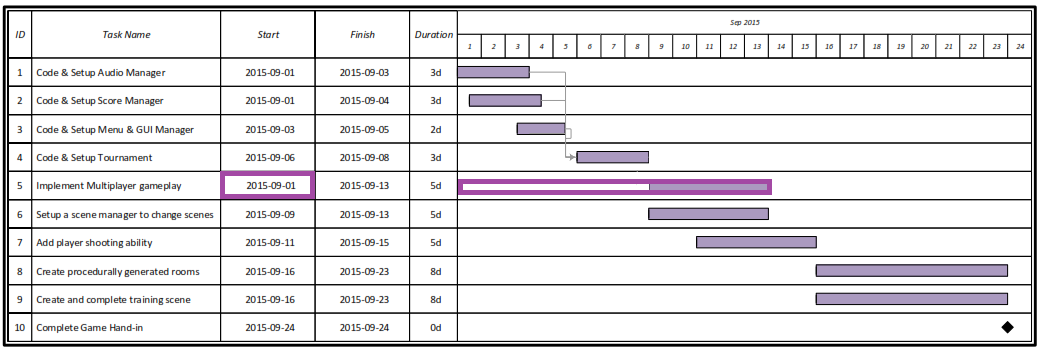 ID Task Name Start Finish Duration Sep 2015
1 2 3 4 5 6 7 8 9 10 11 12 13 14 15 16 17 18 19 20 21 22 23 24
1 Code & Setup Audio Manager 2015-09-01 2015-09-03 3d
2 Code & Setup Score Manager 2015-09-01 2015-09-04 3d
3 Code & Setup Menu & GUI Manager 2015-09-03 2015-09-05 2d
4 Code & Setup Tournament 2015-09-06 2015-09-08 3d
5 Implement Multiplayer gameplay 2015-09-01 2015-09-13 5d
6 Setup a scene manager to change scenes 2015-09-09 2015-09-13 5d
7 Add player shooting ability 2015-09-11 2015-09-15 5d
8 Create procedurally generated rooms 2015-09-16 2015-09-23 8d
9 Create and complete training scene 2015-09-16 2015-09-23 8d
10 Complete Game Hand-in 2015-09-24 2015-09-24 0d